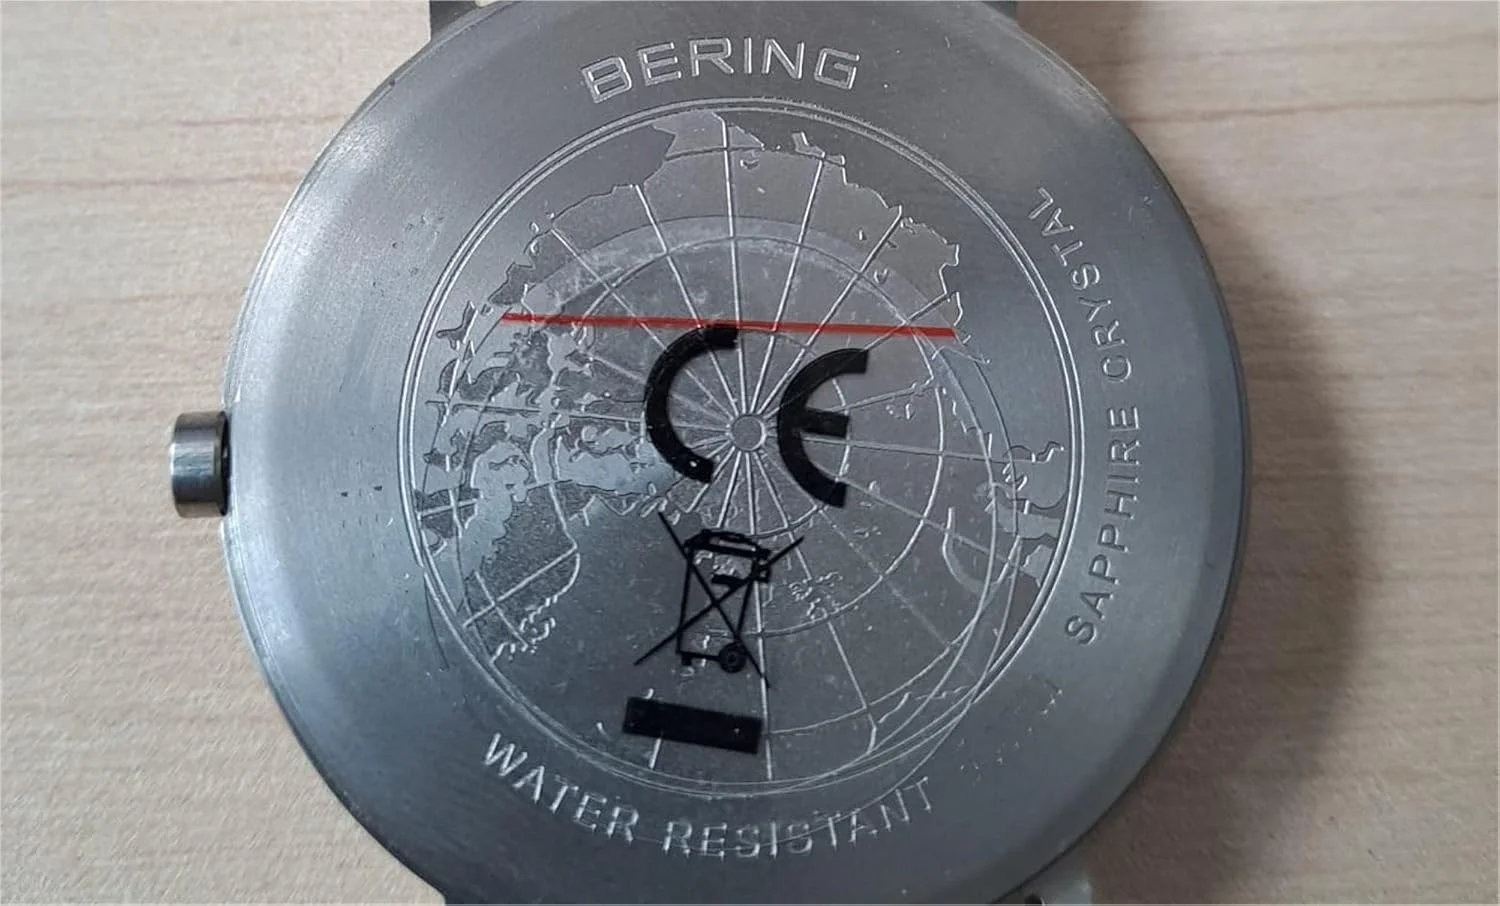 BERING
SAPPHIRE CRYSTAL
CE
WATER RESISTANT